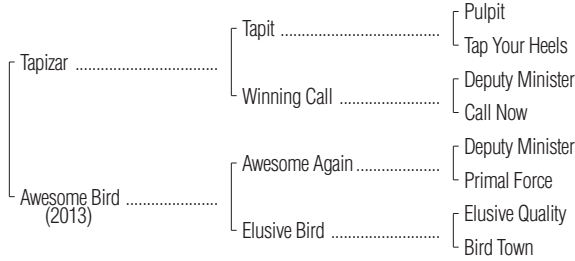 Pulpit
Tapit ..........................................
Tap Your Heels
Tapizar .............................
Deputy Minister
Winning Call ....................
Call Now
Deputy Minister
Awesome Again.................
Primal Force
Awesome Bird ..................
(2013)
Elusive Quality
Elusive Bird ......................
Bird Town